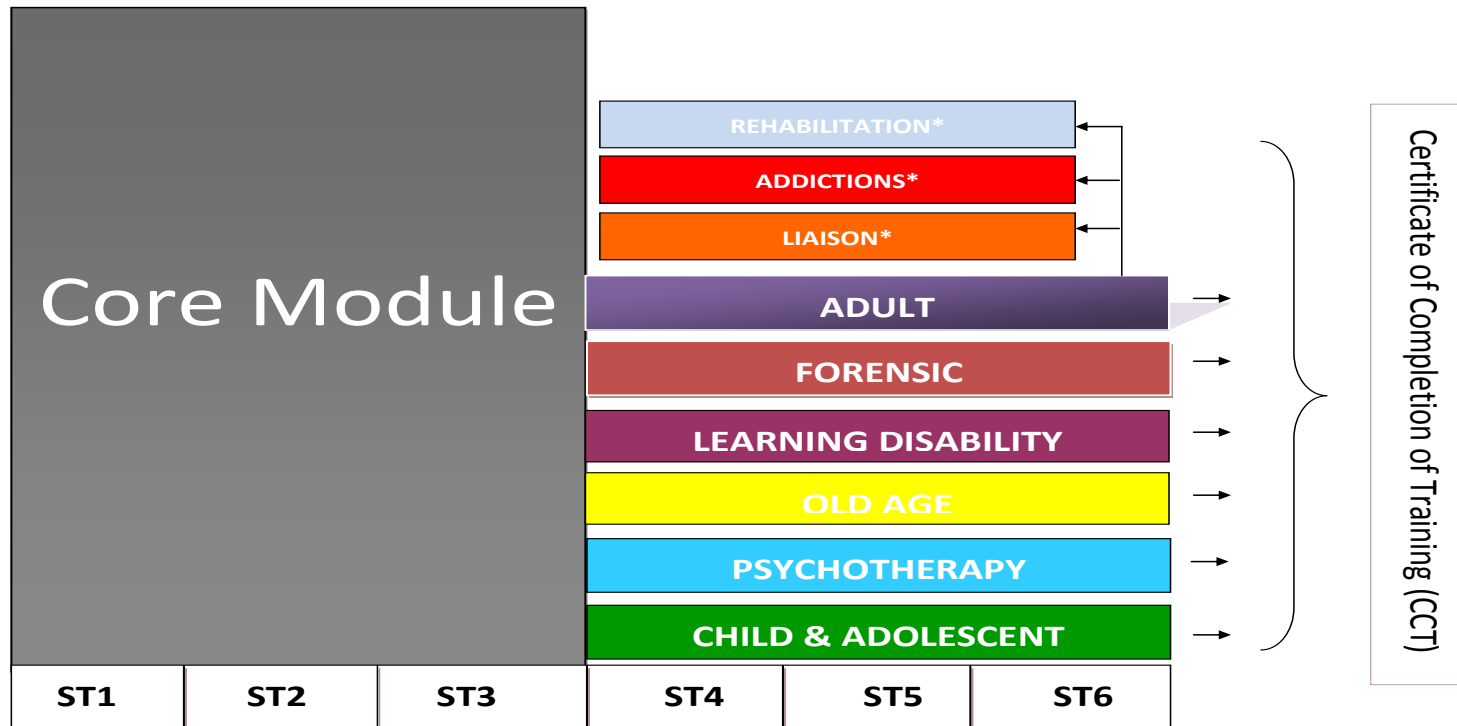 REHABILITATION*
ADDICTIONS*
LIAISON*
Core Module
ADULT
FORENSIC
LEARNING DISABILITY
OLD AGE
PSYCHOTHERAPY
CHILD & ADOLESCENT
ST1 ST2 ST3 ST4 ST5 ST6
Certificate of Completion of Training (CCT)